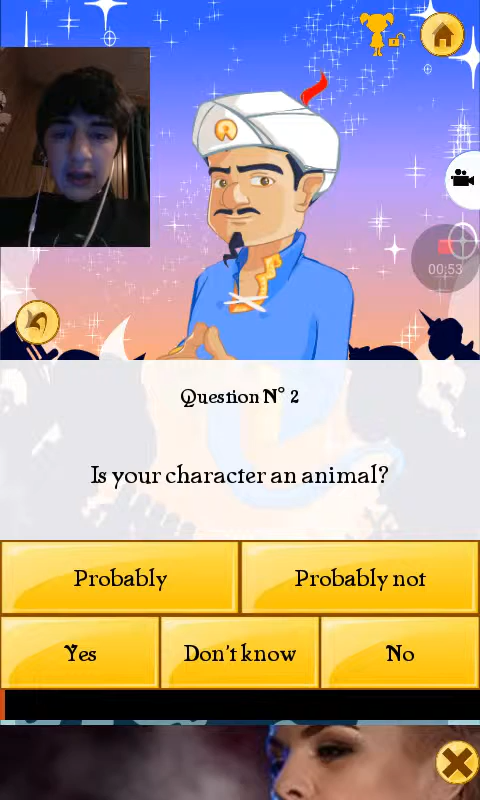 00:53
Question N° 2
Is your character an animal?
Probably
Probably not
Yes
Don't know
No